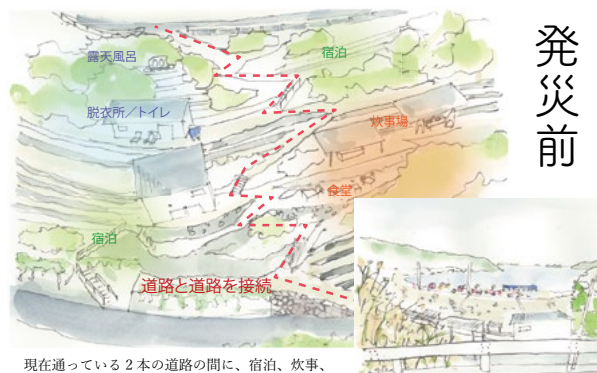 発災前
露天風呂
宿泊
脱衣所／トイレ
炊事場
食堂
宿泊
道路と道路を接続
現在通っている 2 本の道路の間に、宿泊、炊事、